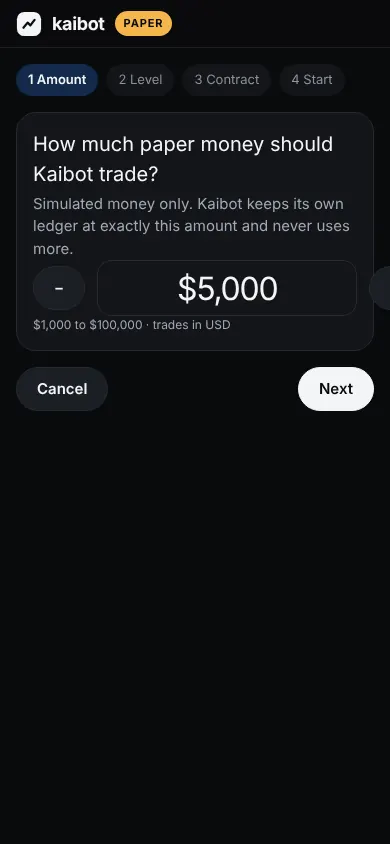 kaibot PAPER
1 Amount 2 Level 3 Contract 4 Start
How much paper money should
Kaibot trade?
Simulated money only. Kaibot keeps its own
ledger at exactly this amount and never uses
more.
- $5,000
$1,000 to $100,000 · trades in USD
Cancel Next